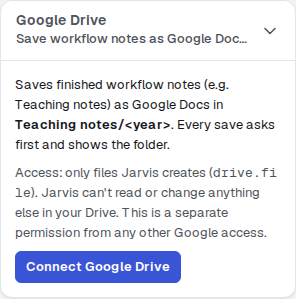 Google Drive
Save workflow notes as Google Doc...
Saves finished workflow notes (e.g.
Teaching notes) as Google Docs in
Teaching notes/<year>. Every save asks
first and shows the folder.
Access: only files Jarvis creates (drive.fi
le). Jarvis can't read or change anything
else in your Drive. This is a separate
permission from any other Google access.
Connect Google Drive